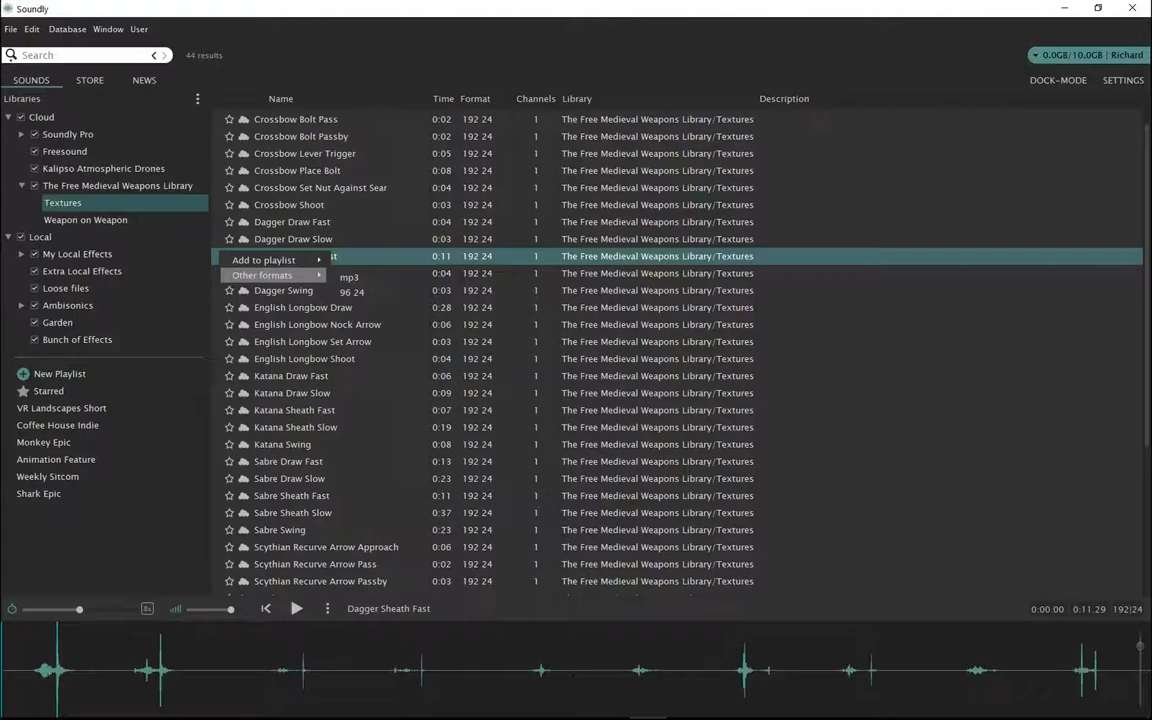 Soundly
File Edit Database Window User
Search
44 results
0.0GB/10.0GB | Richard
SOUNDS STORE NEWS
DOCK-MODE SETTINGS
Libraries
Name Time Format Channels Library Description
Cloud
Soundly Pro
Freesound
Kalipso Atmospheric Drones
The Free Medieval Weapons Library
Textures
Weapon on Weapon
Local
My Local Effects
Extra Local Effects
Loose files
Ambisonics
Garden
Bunch of Effects
New Playlist
Starred
VR Landscapes Short
Coffee House Indie
Monkey Epic
Animation Feature
Weekly Sitcom
Shark Epic
Crossbow Bolt Pass 0:02 192 24 1 The Free Medieval Weapons Library/Textures
Crossbow Bolt Passby 0:02 192 24 1 The Free Medieval Weapons Library/Textures
Crossbow Lever Trigger 0:05 192 24 1 The Free Medieval Weapons Library/Textures
Crossbow Place Bolt 0:08 192 24 1 The Free Medieval Weapons Library/Textures
Crossbow Set Nut Against Sear 0:04 192 24 1 The Free Medieval Weapons Library/Textures
Crossbow Shoot 0:03 192 24 1 The Free Medieval Weapons Library/Textures
Dagger Draw Fast 0:04 192 24 1 The Free Medieval Weapons Library/Textures
Dagger Draw Slow 0:03 192 24 1 The Free Medieval Weapons Library/Textures
st 0:11 192 24 1 The Free Medieval Weapons Library/Textures
Add to playlist
Other formats
mp3
96 24
0:04 192 24 1 The Free Medieval Weapons Library/Textures
Dagger Swing 0:03 192 24 1 The Free Medieval Weapons Library/Textures
English Longbow Draw 0:28 192 24 1 The Free Medieval Weapons Library/Textures
English Longbow Nock Arrow 0:06 192 24 1 The Free Medieval Weapons Library/Textures
English Longbow Set Arrow 0:03 192 24 1 The Free Medieval Weapons Library/Textures
English Longbow Shoot 0:04 192 24 1 The Free Medieval Weapons Library/Textures
Katana Draw Fast 0:06 192 24 1 The Free Medieval Weapons Library/Textures
Katana Draw Slow 0:09 192 24 1 The Free Medieval Weapons Library/Textures
Katana Sheath Fast 0:07 192 24 1 The Free Medieval Weapons Library/Textures
Katana Sheath Slow 0:19 192 24 1 The Free Medieval Weapons Library/Textures
Katana Swing 0:08 192 24 1 The Free Medieval Weapons Library/Textures
Sabre Draw Fast 0:13 192 24 1 The Free Medieval Weapons Library/Textures
Sabre Draw Slow 0:23 192 24 1 The Free Medieval Weapons Library/Textures
Sabre Sheath Fast 0:11 192 24 1 The Free Medieval Weapons Library/Textures
Sabre Sheath Slow 0:37 192 24 1 The Free Medieval Weapons Library/Textures
Sabre Swing 0:23 192 24 1 The Free Medieval Weapons Library/Textures
Scythian Recurve Arrow Approach 0:06 192 24 1 The Free Medieval Weapons Library/Textures
Scythian Recurve Arrow Pass 0:02 192 24 1 The Free Medieval Weapons Library/Textures
Scythian Recurve Arrow Passby 0:03 192 24 1 The Free Medieval Weapons Library/Textures
8x
Dagger Sheath Fast
0:00.00 0:11.29 192|24